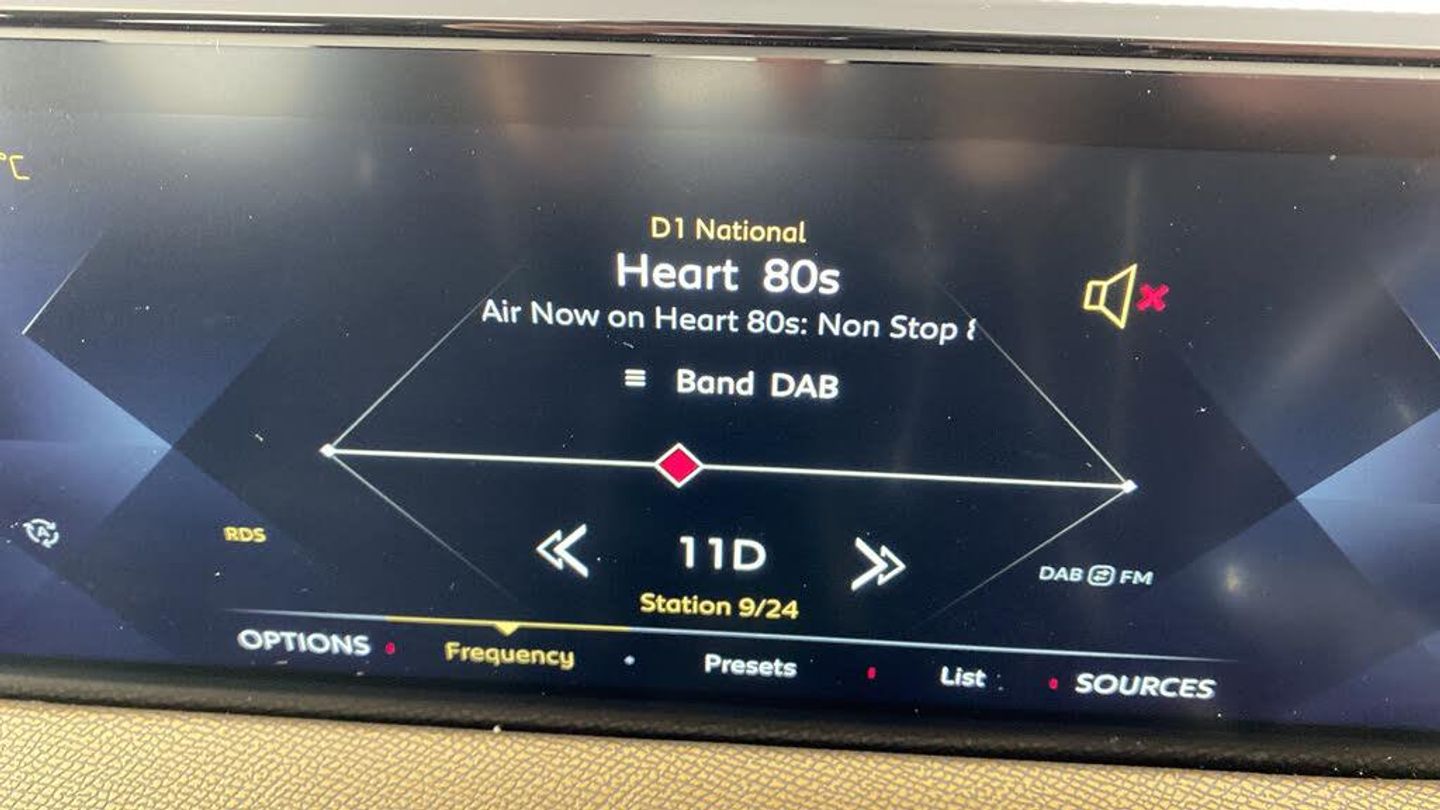 °C
D1 National
Heart 80s
Air Now on Heart 80s: Non Stop
Band DAB
RDS
11D
DAB FM
Station 9/24
OPTIONS Frequency Presets List SOURCES